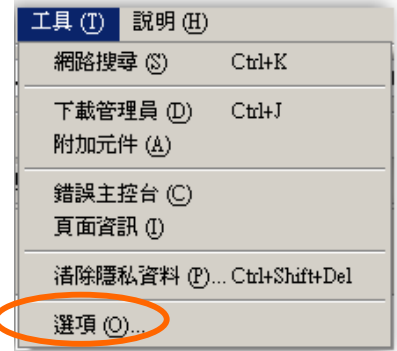 工具 (T) 說明 (H)
網路搜尋 (S) Ctrl+K
下載管理員 (D) Ctrl+J
附加元件 (A)
錯誤主控台 (C)
頁面資訊 (I)
清除隱私資料 (P)... Ctrl+Shift+Del
選項 (O)...